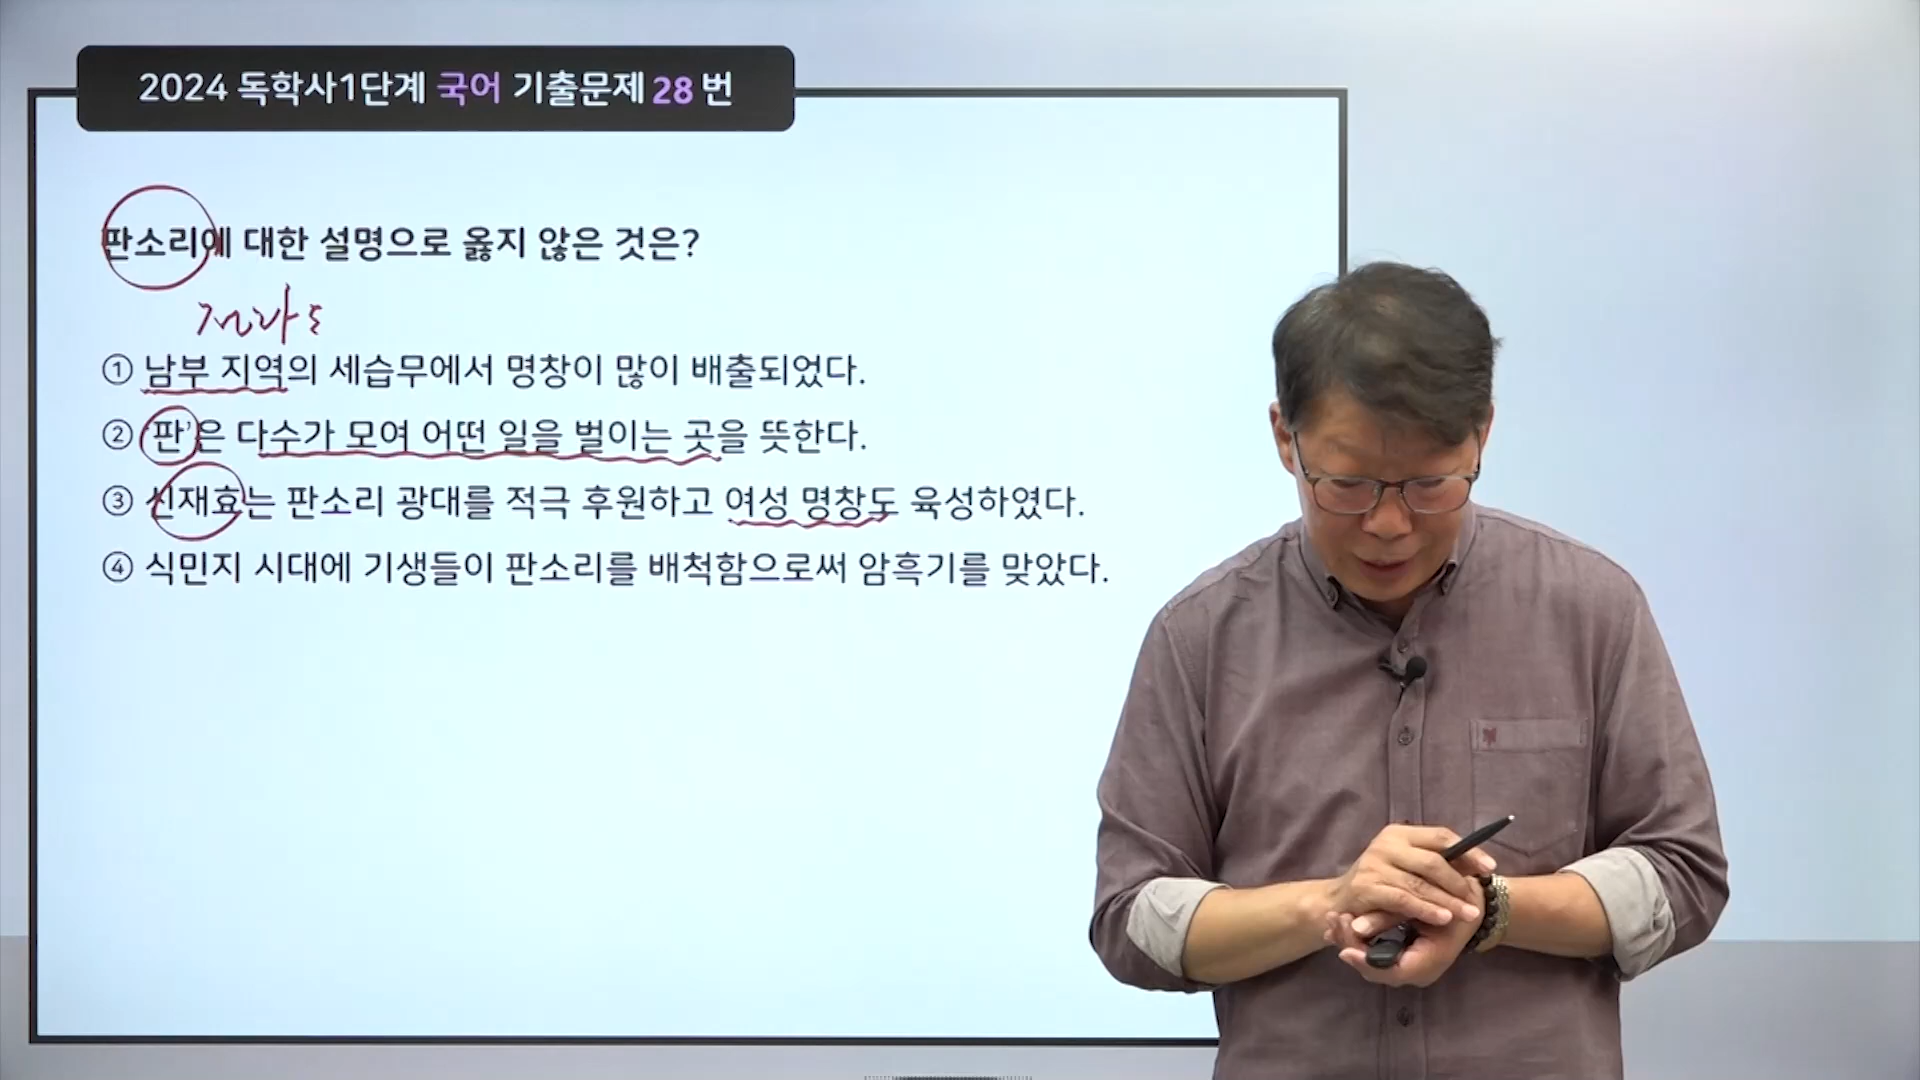 2024 독학사1단계 국어 기출문제 28 번
판소리에 대한 설명으로 옳지 않은 것은?
전라도
① 남부 지역의 세습무에서 명창이 많이 배출되었다.
② ‘판’은 다수가 모여 어떤 일을 벌이는 곳을 뜻한다.
③ 신재효는 판소리 광대를 적극 후원하고 여성 명창도 육성하였다.
④ 식민지 시대에 기생들이 판소리를 배척함으로써 암흑기를 맞았다.